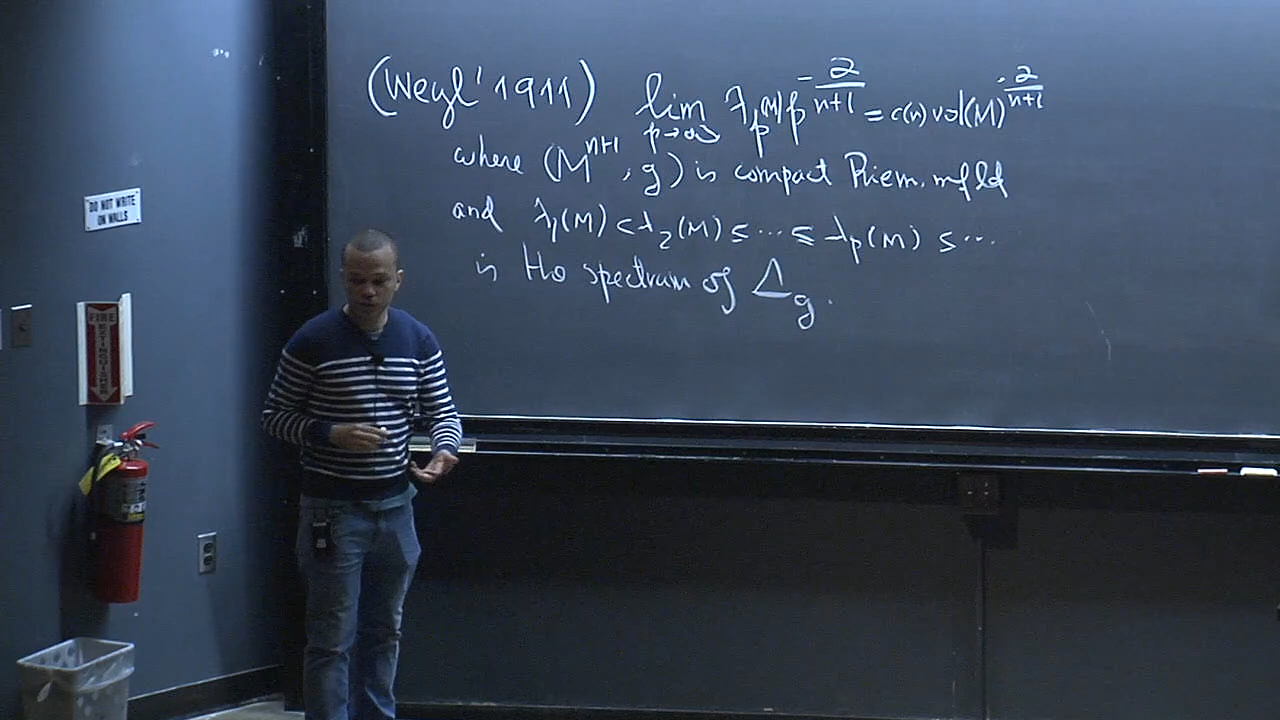 (Weyl' 1911) lim_{p→∞} λ_p(M) p^{-2/(n+1)} = c(n) vol(M)^{-2/(n+1)}
where (M^{n+1}, g) is compact Riem. mfld
and λ_1(M) < λ_2(M) ≤ ··· ≤ λ_p(M) ≤ ···
is the spectrum of Δ_g.
DO NOT WRITE
ON WALLS
FIRE
EXTINGUISHER